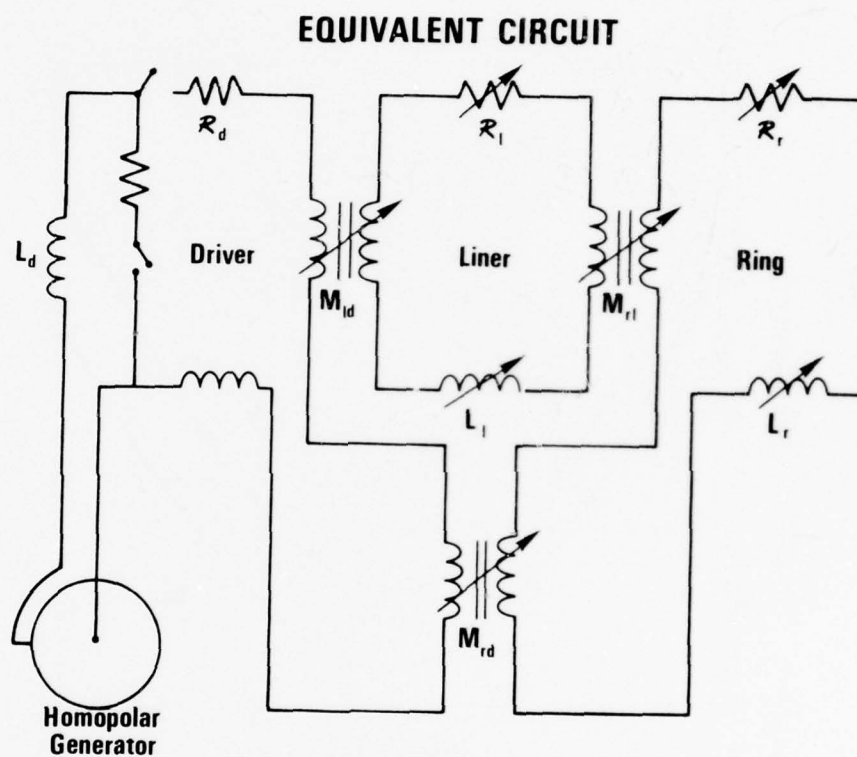 EQUIVALENT CIRCUIT
R_d
R_l
R_r
L_d
Driver
Liner
Ring
M_ld
M_rl
L_l
L_r
M_rd
Homopolar
Generator